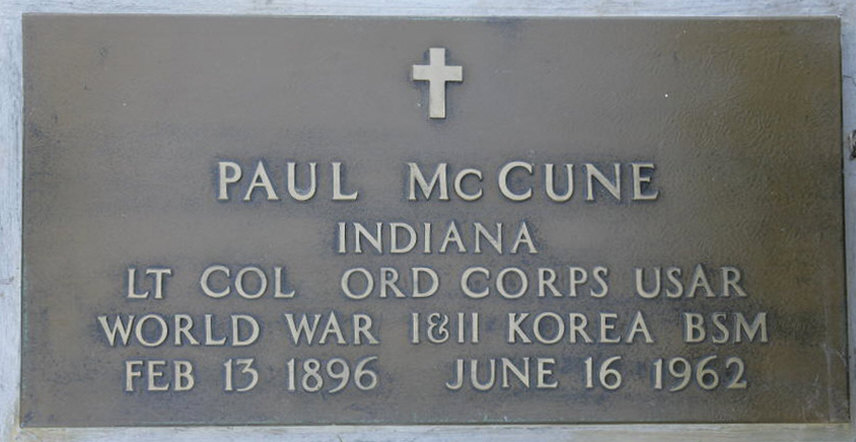 PAUL McCUNE
INDIANA
LT COL ORD CORPS USAR
WORLD WAR I&II KOREA BSM
FEB 13 1896 JUNE 16 1962